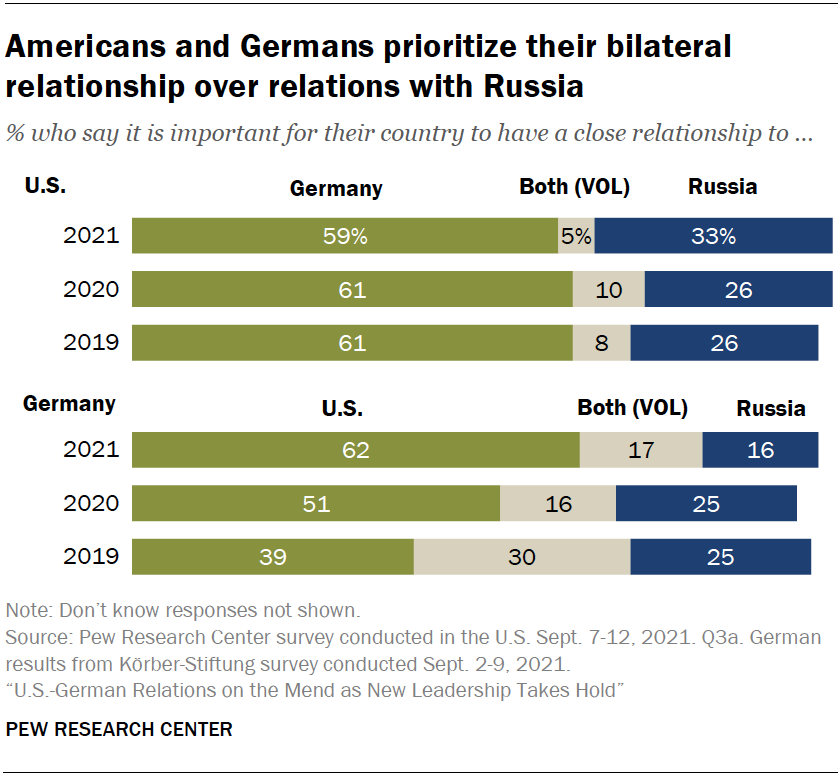 Americans and Germans prioritize their bilateral
relationship over relations with Russia
% who say it is important for their country to have a close relationship to ...
U.S. Germany Both (VOL) Russia
2021 59% 5% 33%
2020 61 10 26
2019 61 8 26
Germany U.S. Both (VOL) Russia
2021 62 17 16
2020 51 16 25
2019 39 30 25
Note: Don’t know responses not shown.
Source: Pew Research Center survey conducted in the U.S. Sept. 7-12, 2021. Q3a. German
results from Körber-Stiftung survey conducted Sept. 2-9, 2021.
“U.S.-German Relations on the Mend as New Leadership Takes Hold”
PEW RESEARCH CENTER